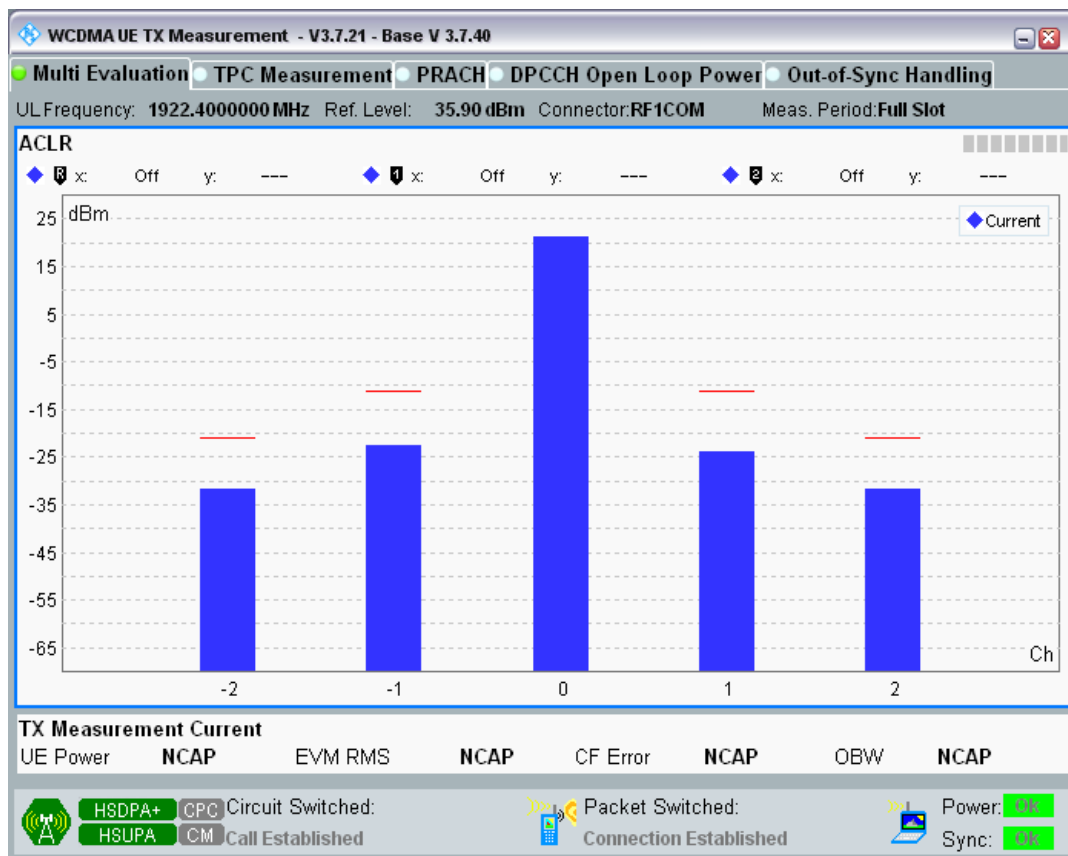 WCDMA UE TX Measurement - V3.7.21 - Base V 3.7.40
Multi Evaluation TPC Measurement PRACH DPCCH Open Loop Power Out-of-Sync Handling
UL Frequency: 1922.4000000 MHz Ref. Level: 35.90 dBm Connector:RF1COM Meas. Period:Full Slot
ACLR
R x: Off y: --- 1 x: Off y: --- 2 x: Off y: ---
25 dBm
Current
15
5
-5
-15
-25
-35
-45
-55
-65
Ch
-2 -1 0 1 2
TX Measurement Current
UE Power NCAP EVM RMS NCAP CF Error NCAP OBW NCAP
HSDPA+ CPC Circuit Switched: Packet Switched: Power: OK
HSUPA CM Call Established Connection Established Sync: OK